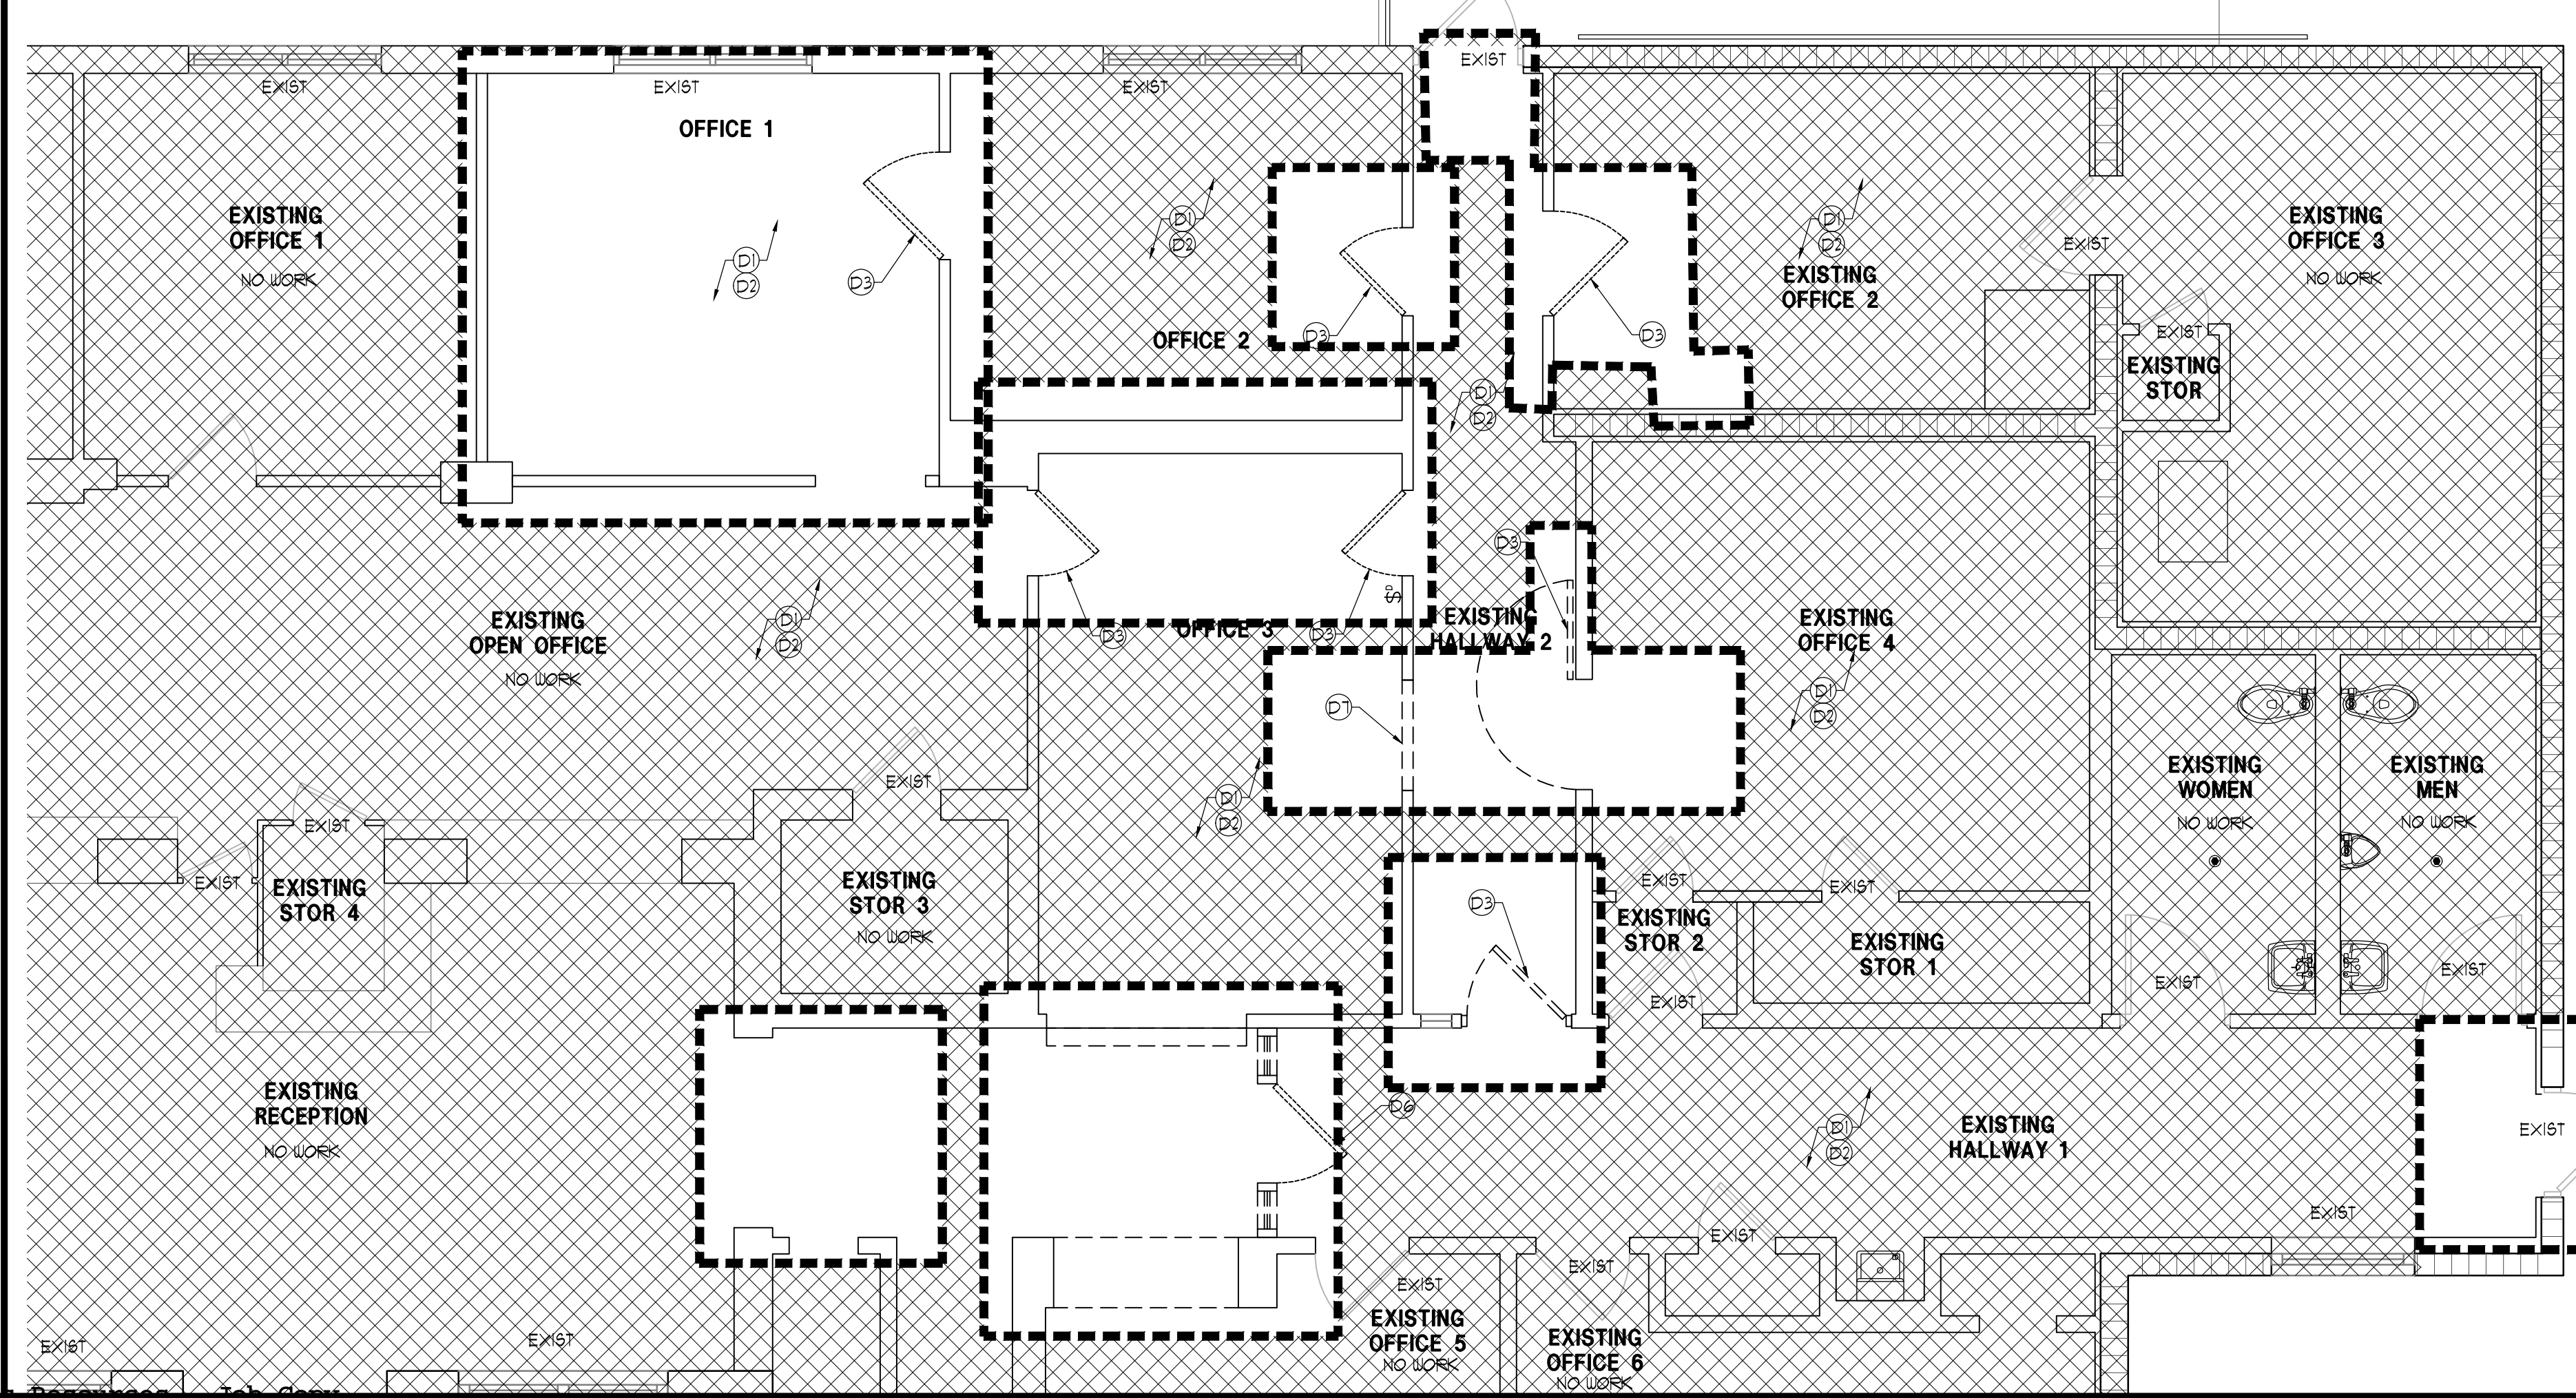 EXIST
EXIST
EXIST
EXIST
OFFICE 1
EXISTING
OFFICE 1
NO WORK
D1
D2
D3
D1
D2
D3
OFFICE 2
D1
D2
EXISTING
OFFICE 2
D3
EXIST
EXISTING
OFFICE 3
NO WORK
EXIST
EXISTING
STOR
D1
D2
D3
EXISTING
OPEN OFFICE
NO WORK
D1
D2
D3
OFFICE 3
D3
EXISTING
HALLWAY 2
EXISTING
OFFICE 4
D1
D2
D7
EXIST
D1
D2
EXISTING
WOMEN
NO WORK
EXISTING
MEN
NO WORK
EXIST
EXIST
EXISTING
STOR 4
EXISTING
STOR 3
NO WORK
D3
EXIST
EXISTING
STOR 2
EXIST
EXIST
EXISTING
STOR 1
EXIST
EXIST
EXISTING
RECEPTION
NO WORK
D6
D1
D2
EXISTING
HALLWAY 1
EXIST
EXIST
EXIST
EXIST
EXIST
EXISTING
OFFICE 5
NO WORK
EXISTING
OFFICE 6
NO WORK
EXIST
EXIST
Job Copy